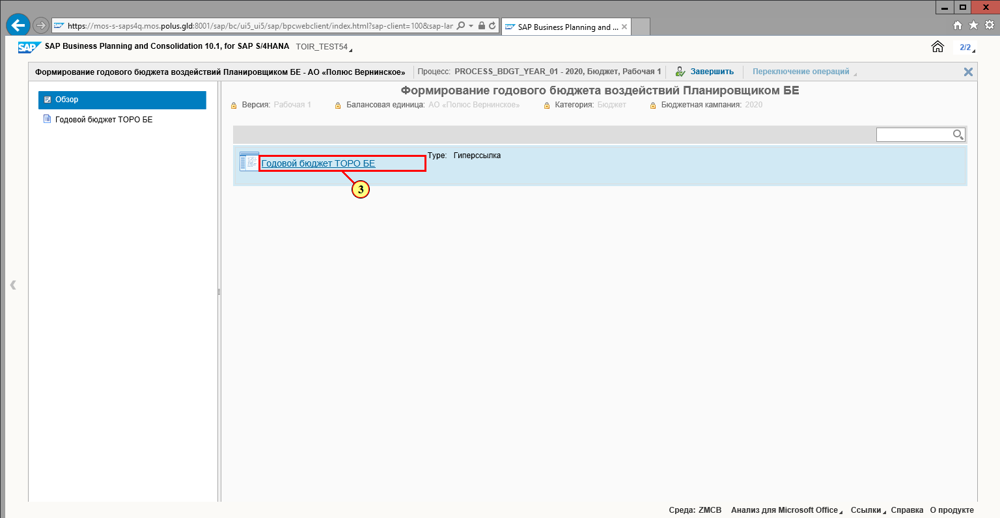 https://mos-s-saps4q.mos.polus.gld:8001/sap/bc/ui5_ui5/sap/bpcwebclient/index.html?sap-client=100&sap-lar
SAP Business Planning and ...
SAP SAP Business Planning and Consolidation 10.1, for SAP S/4HANA TOIR_TEST54 2/2
Формирование годового бюджета воздействий Планировщиком БЕ - АО «Полюс Вернинское» Процесс: PROCESS_BDGT_YEAR_01 - 2020, Бюджет, Рабочая 1 Завершить Переключение операций
Обзор
Годовой бюджет ТОРО БЕ
Формирование годового бюджета воздействий Планировщиком БЕ
Версия: Рабочая 1 Балансовая единица: АО «Полюс Вернинское» Категория: Бюджет Бюджетная кампания: 2020
Годовой бюджет ТОРО БЕ
Type: Гиперссылка
3
Среда: ZMCB Анализ для Microsoft Office Ссылки Справка О продукте